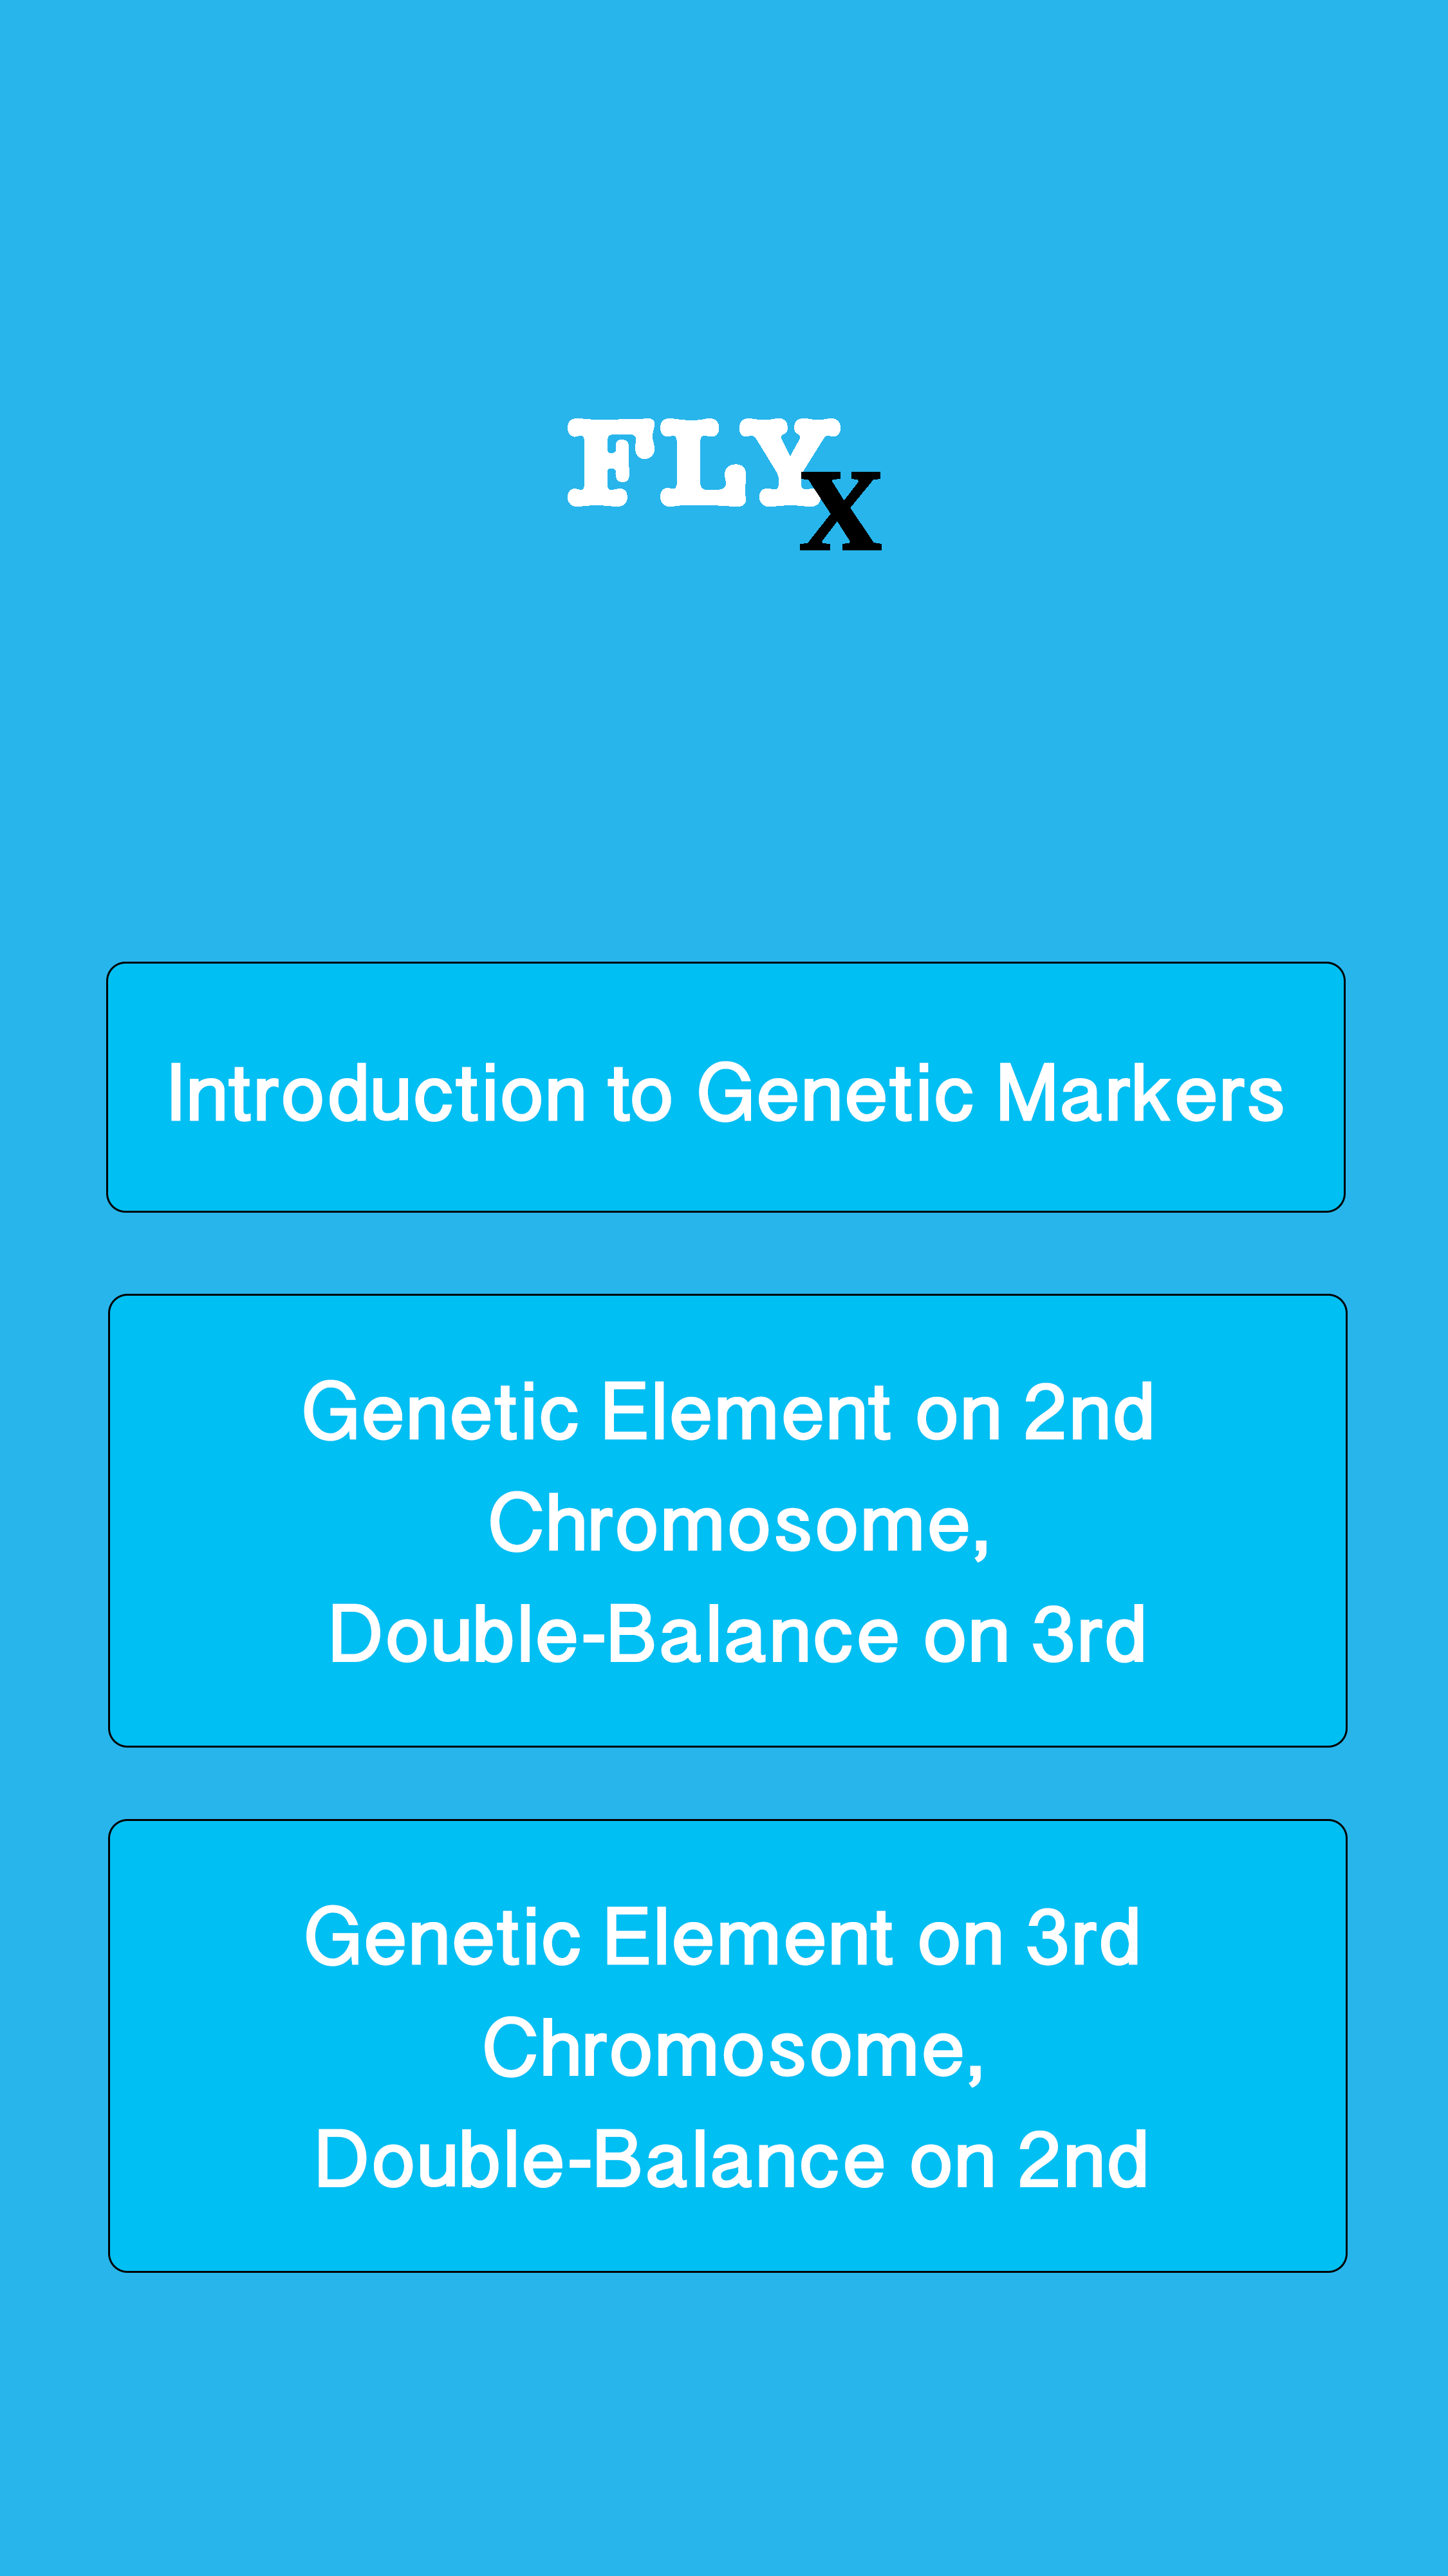 FLYX
Introduction to Genetic Markers
Genetic Element on 2nd
Chromosome,
Double-Balance on 3rd
Genetic Element on 3rd
Chromosome,
Double-Balance on 2nd